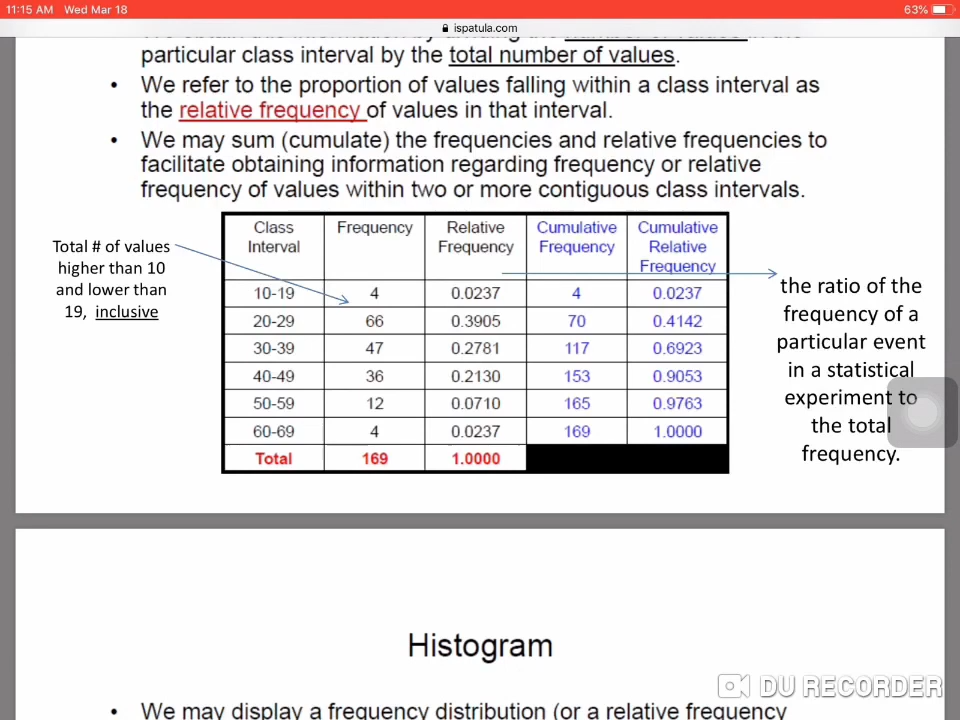 11:15 AM Wed Mar 18
63%
ispatula.com
particular class interval by the total number of values.
• We refer to the proportion of values falling within a class interval as
the relative frequency of values in that interval.
• We may sum (cumulate) the frequencies and relative frequencies to
facilitate obtaining information regarding frequency or relative
frequency of values within two or more contiguous class intervals.
Total # of values
higher than 10
and lower than
19, inclusive
Class Interval Frequency Relative Frequency Cumulative Frequency Cumulative Relative Frequency
10-19 4 0.0237 4 0.0237
20-29 66 0.3905 70 0.4142
30-39 47 0.2781 117 0.6923
40-49 36 0.2130 153 0.9053
50-59 12 0.0710 165 0.9763
60-69 4 0.0237 169 1.0000
Total 169 1.0000
the ratio of the
frequency of a
particular event
in a statistical
experiment to
the total
frequency.
Histogram
• We may display a frequency distribution (or a relative frequency
DU RECORDER